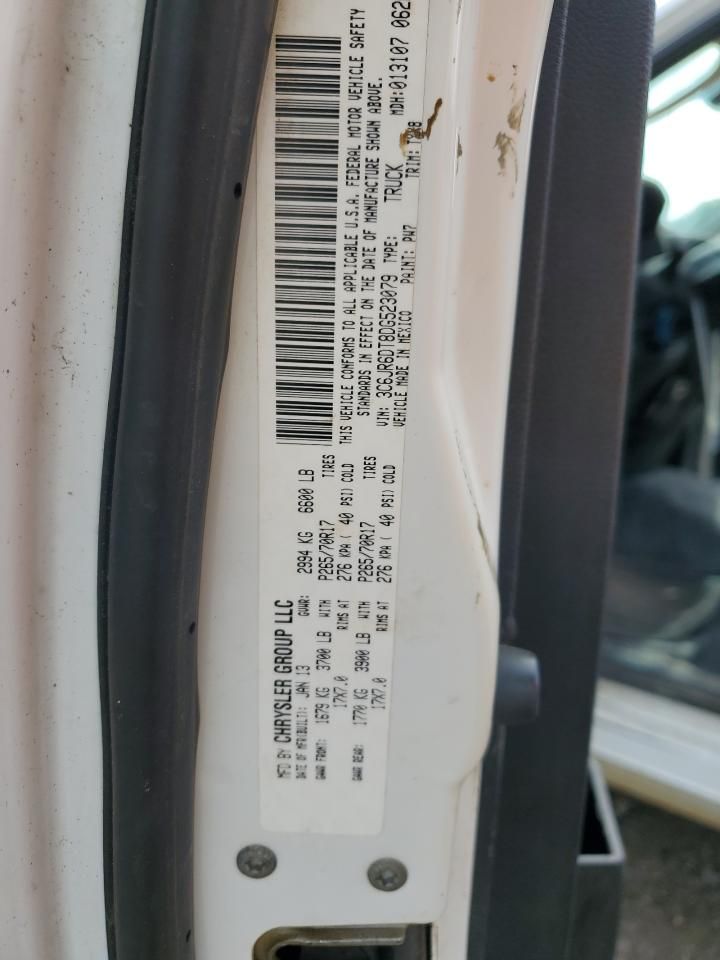 MFD BY CHRYSLER GROUP LLC
DATE OF MFR(BUILT): JAN 13 GVWR: 2994 KG 6600 LB
GAWR FRONT: 1679 KG 3700 LB WITH P265/70R17 TIRES
17X7.0 RIMS AT 276 KPA ( 40 PSI) COLD
GAWR REAR: 1770 KG 3900 LB WITH P265/70R17 TIRES
17X7.0 RIMS AT 276 KPA ( 40 PSI) COLD
THIS VEHICLE CONFORMS TO ALL APPLICABLE U.S.A. FEDERAL MOTOR VEHICLE SAFETY
STANDARDS IN EFFECT ON THE DATE OF MANUFACTURE SHOWN ABOVE.
VIN: 3C6JR6DT8DG523079 TYPE: TRUCK MDH:013107 062
VEHICLE MADE IN MEXICO PAINT: PW7 TRIM: